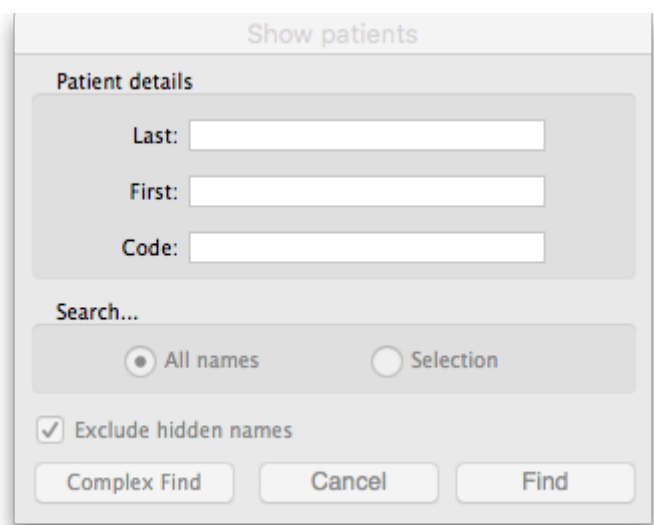 Show patients
Patient details
Last:
First:
Code:
Search...
All names Selection
Exclude hidden names
Complex Find Cancel Find